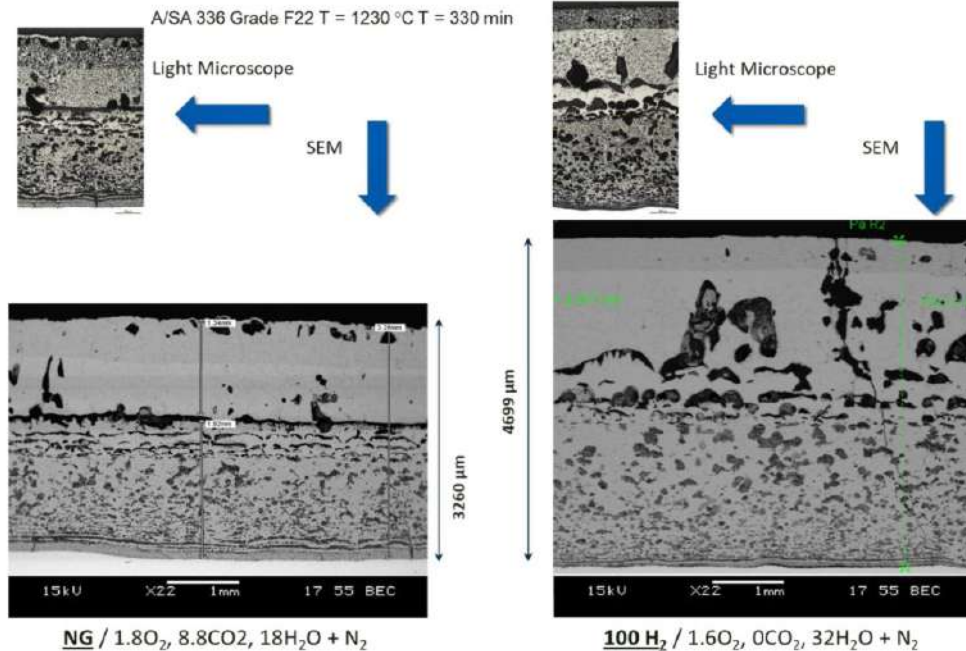 A/SA 336 Grade F22 T = 1230 °C T = 330 min
Light Microscope
SEM
Light Microscope
SEM
3260 µm
15kV X22 1mm 17 55 BEC
NG / 1.8O₂, 8.8CO2, 18H₂O + N₂
4699 µm
15kV X22 1mm 17 55 BEC
100 H₂ / 1.6O₂, 0CO₂, 32H₂O + N₂